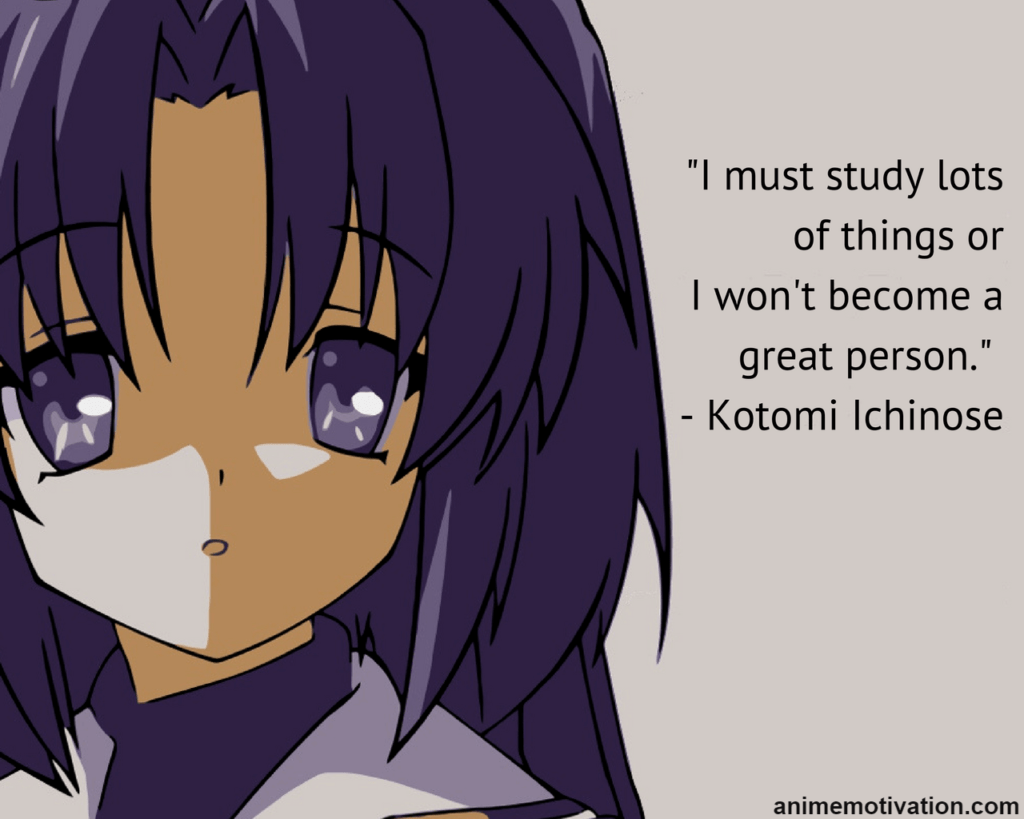 "I must study lots
of things or
I won't become a
great person."
- Kotomi Ichinose
animemotivation.com